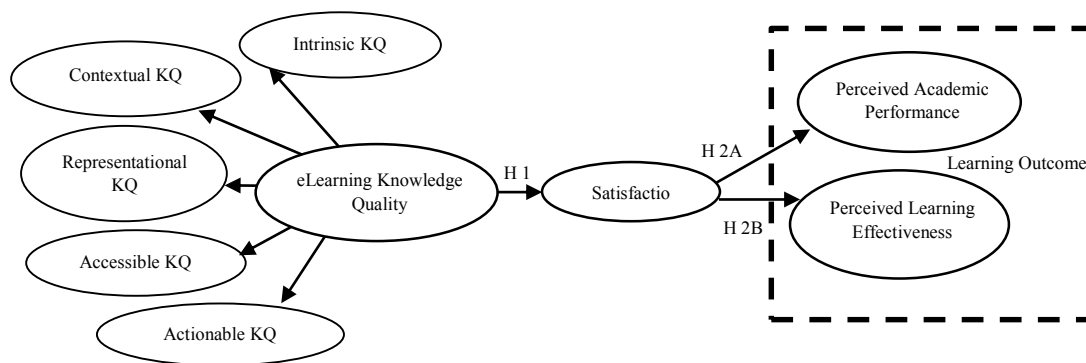 Intrinsic KQ
Contextual KQ
Representational
KQ
Accessible KQ
Actionable KQ
eLearning Knowledge
Quality
H 1
Satisfactio
H 2A
H 2B
Perceived Academic
Performance
Learning Outcome
Perceived Learning
Effectiveness